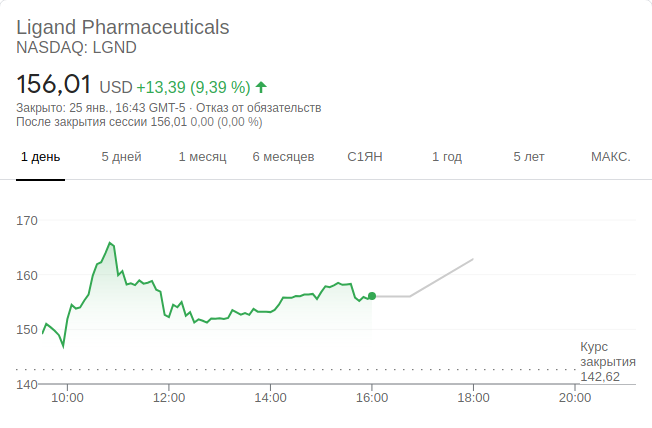 Ligand Pharmaceuticals
NASDAQ: LGND
156,01 USD +13,39 (9,39 %)
Закрыто: 25 янв., 16:43 GMT-5 · Отказ от обязательств
После закрытия сессии 156,01 0,00 (0,00 %)
1 день 5 дней 1 месяц 6 месяцев С1ЯН 1 год 5 лет МАКС.
170
160
150
Курс
закрытия
142,62
140
10:00 12:00 14:00 16:00 18:00 20:00